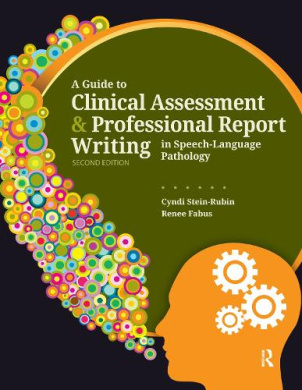 A Guide to
Clinical Assessment
& Professional Report
Writing in Speech-Language
Pathology
SECOND EDITION
Cyndi Stein-Rubin
Renee Fabus
R